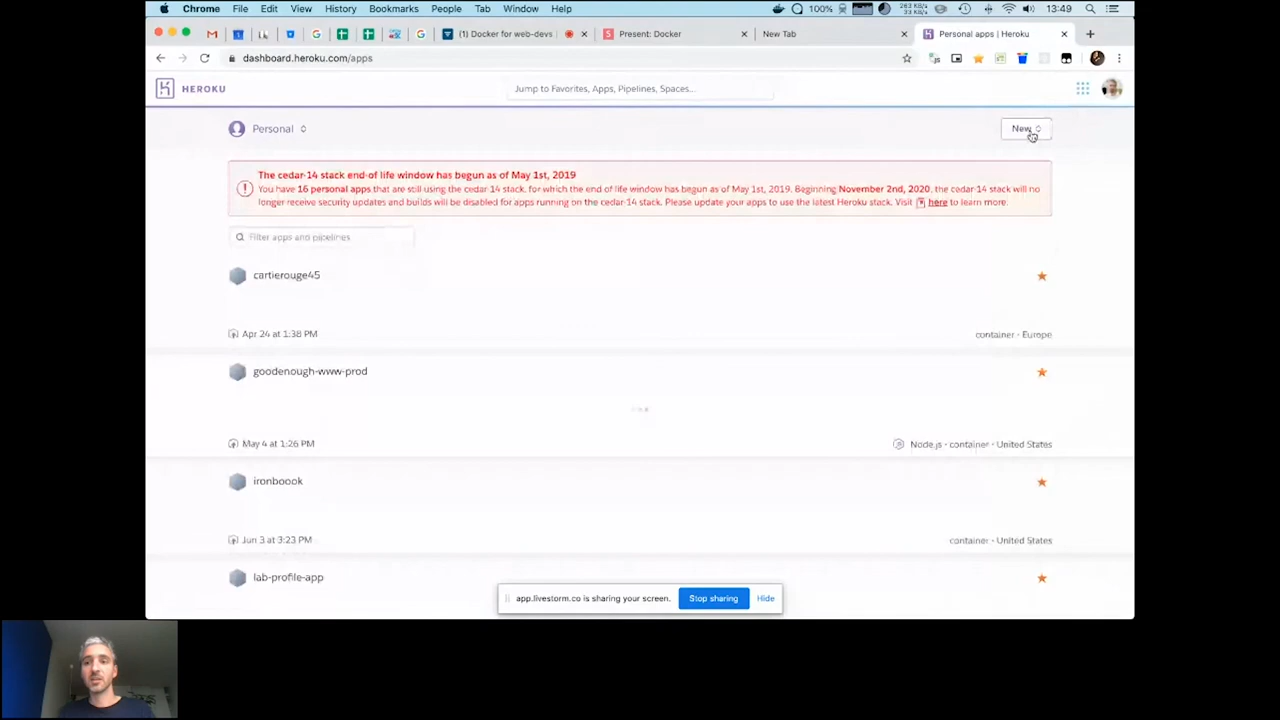 Chrome File Edit View History Bookmarks People Tab Window Help 100% 263 KB/s 33 KB/s 13:49
(1) Docker for web-devs Present: Docker New Tab Personal apps | Heroku
dashboard.heroku.com/apps
HEROKU Jump to Favorites, Apps, Pipelines, Spaces...
Personal New
The cedar-14 stack end of life window has begun as of May 1st, 2019
You have 16 personal apps that are still using the cedar-14 stack, for which the end of life window has begun as of May 1st, 2019. Beginning November 2nd, 2020, the cedar-14 stack will no
longer receive security updates and builds will be disabled for apps running on the cedar-14 stack. Please update your apps to use the latest Heroku stack. Visit here to learn more.
Filter apps and pipelines
cartierouge45
Apr 24 at 1:38 PM container · Europe
goodenough-www-prod
May 4 at 1:26 PM Node.js · container · United States
ironboook
Jun 3 at 3:23 PM container · United States
lab-profile-app
app.livestorm.co is sharing your screen. Stop sharing Hide